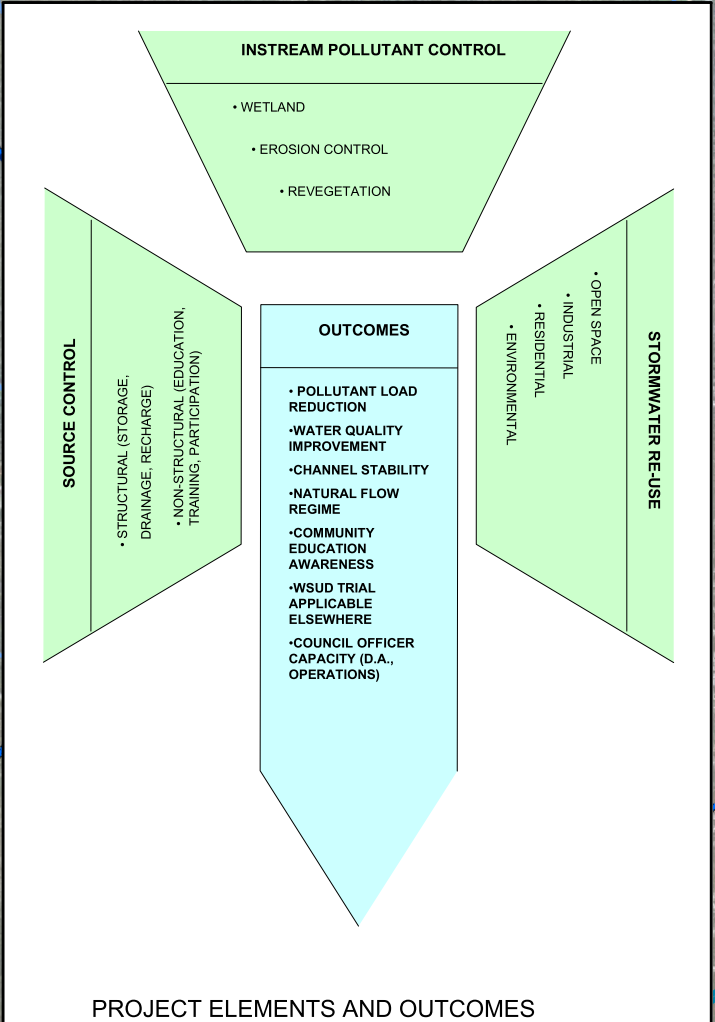 INSTREAM POLLUTANT CONTROL
• WETLAND
• EROSION CONTROL
• REVEGETATION
SOURCE CONTROL
• STRUCTURAL (STORAGE,
DRAINAGE, RECHARGE)
• NON-STRUCTURAL (EDUCATION,
TRAINING, PARTICIPATION)
OUTCOMES
• POLLUTANT LOAD
REDUCTION
•WATER QUALITY
IMPROVEMENT
•CHANNEL STABILITY
•NATURAL FLOW
REGIME
•COMMUNITY
EDUCATION
AWARENESS
•WSUD TRIAL
APPLICABLE
ELSEWHERE
•COUNCIL OFFICER
CAPACITY (D.A.,
OPERATIONS)
STORMWATER RE-USE
• OPEN SPACE
• INDUSTRIAL
• RESIDENTIAL
• ENVIRONMENTAL
PROJECT ELEMENTS AND OUTCOMES